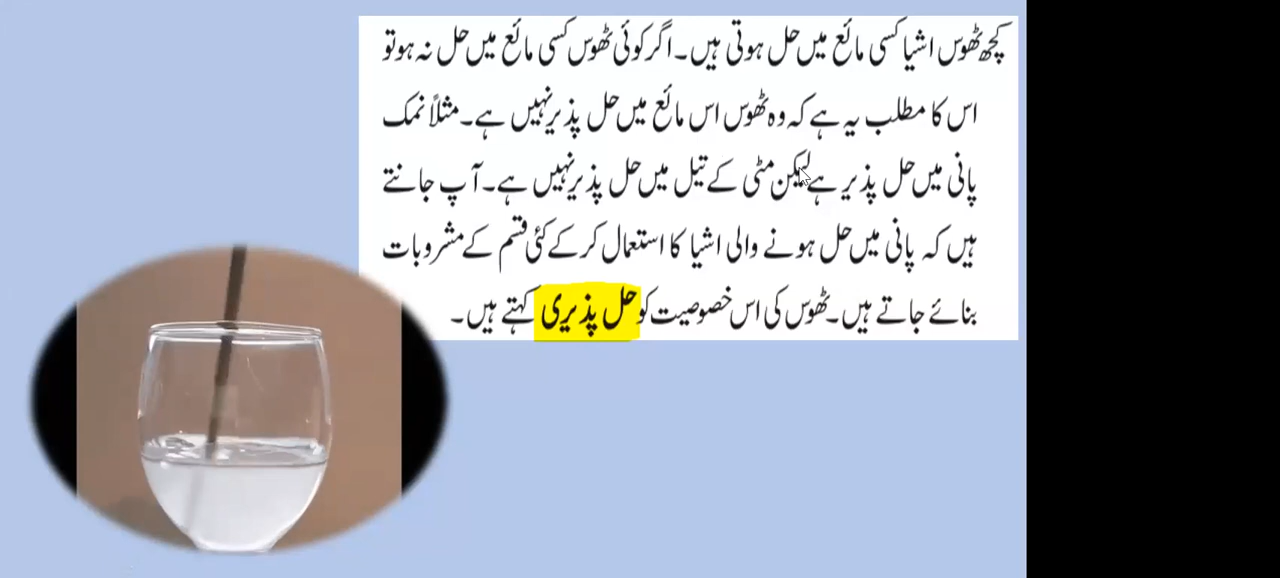 کچھ ٹھوس اشیا کسی مائع میں حل ہوتی ہیں۔ اگر کوئی ٹھوس کسی مائع میں حل نہ ہو تو
اس کا مطلب یہ ہے کہ وہ ٹھوس اس مائع میں حل پذیر نہیں ہے۔ مثلاً نمک
پانی میں حل پذیر ہے لیکن مٹی کے تیل میں حل پذیر نہیں ہے۔ آپ جانتے
ہیں کہ پانی میں حل ہونے والی اشیا کا استعمال کر کے کئی قسم کے مشروبات
بنائے جاتے ہیں۔ ٹھوس کی اس خصوصیت کو حل پذیری کہتے ہیں۔